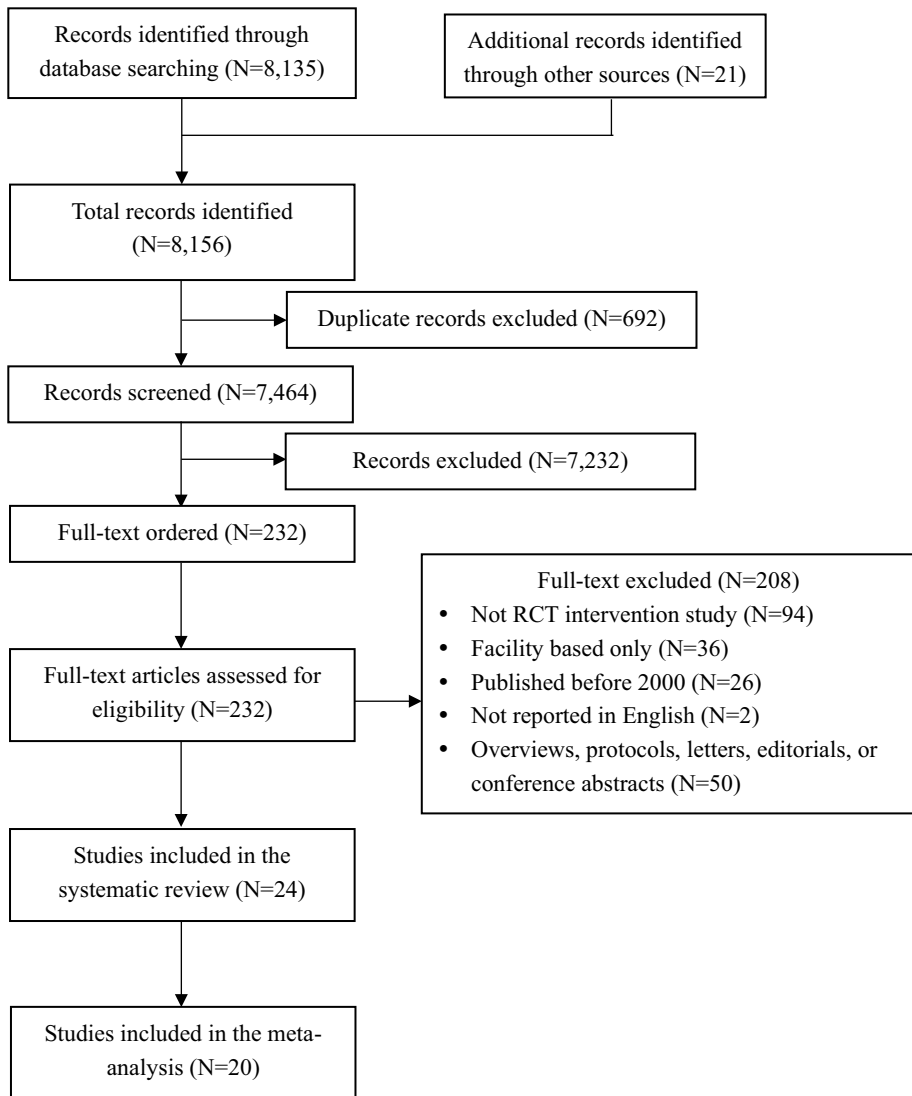 Records identified through
database searching (N=8,135)
Additional records identified
through other sources (N=21)
Total records identified
(N=8,156)
Duplicate records excluded (N=692)
Records screened (N=7,464)
Records excluded (N=7,232)
Full-text ordered (N=232)
Full-text excluded (N=208)
• Not RCT intervention study (N=94)
• Facility based only (N=36)
• Published before 2000 (N=26)
• Not reported in English (N=2)
• Overviews, protocols, letters, editorials, or
conference abstracts (N=50)
Full-text articles assessed for
eligibility (N=232)
Studies included in the
systematic review (N=24)
Studies included in the meta-
analysis (N=20)